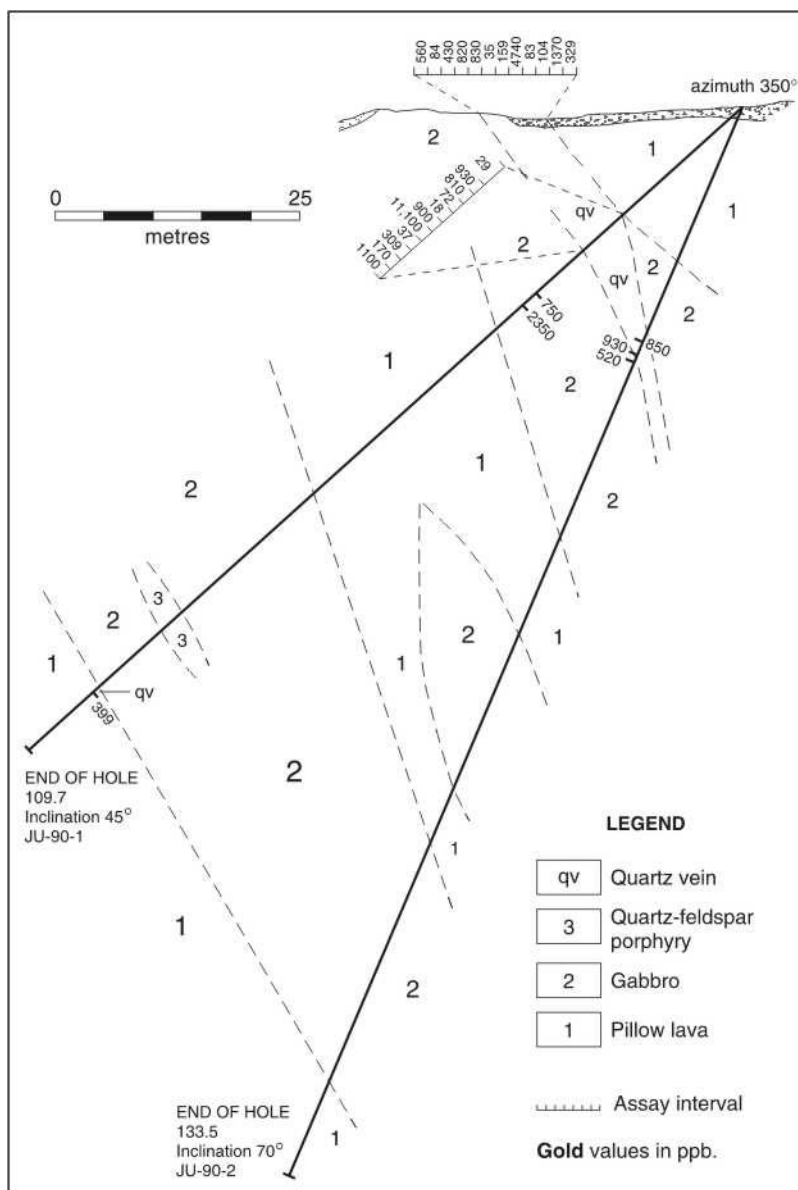 560
84
430
820
830
35
159
4740
83
104
1370
329
azimuth 350°
2
1
0 25
metres
29
930
810
72
18
900
11,100
37
309
170
1100
qv
1
2
qv
2
2
750
2350
850
930
520
1
2
2
1
2
2
3
3
2
1
1
2
1
qv
399
2
END OF HOLE
109.7
Inclination 45°
JU-90-1
1
1
2
END OF HOLE
133.5
Inclination 70°
JU-90-2
1
LEGEND
qv Quartz vein
3 Quartz-feldspar
porphyry
2 Gabbro
1 Pillow lava
Assay interval
Gold values in ppb.